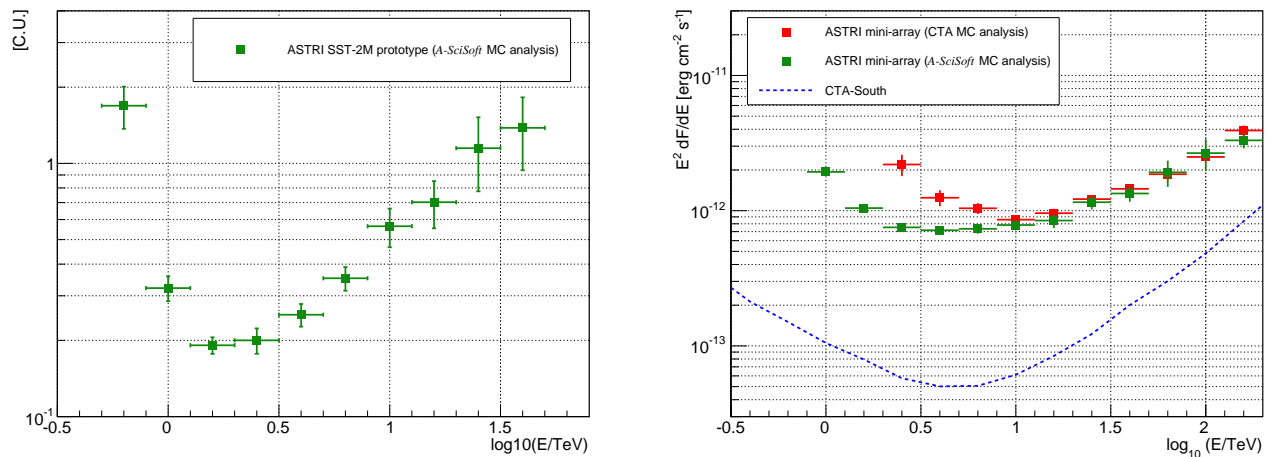 [C.U.]
ASTRI SST-2M prototype (A-SciSoft MC analysis)
1
10⁻¹
-0.5 0 0.5 1 1.5
log10(E/TeV)
E² dF/dE [erg cm⁻² s⁻¹]
ASTRI mini-array (CTA MC analysis)
ASTRI mini-array (A-SciSoft MC analysis)
CTA-South
10⁻¹¹
10⁻¹²
10⁻¹³
-0.5 0 0.5 1 1.5 2
log₁₀ (E/TeV)